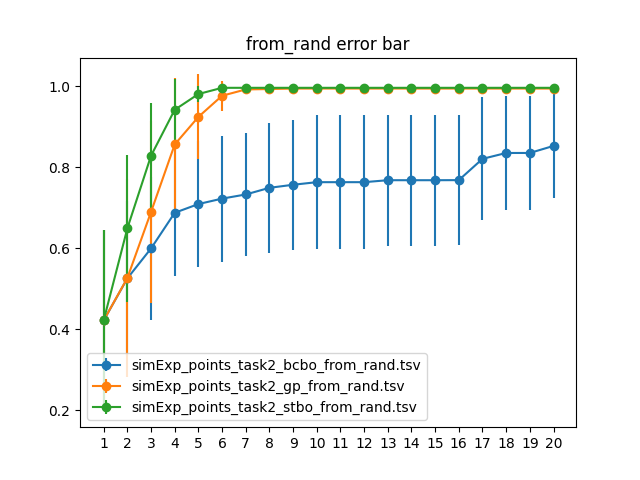 from_rand error bar
1.0
0.8
0.6
0.4
0.2
simExp_points_task2_bcbo_from_rand.tsv
simExp_points_task2_gp_from_rand.tsv
simExp_points_task2_stbo_from_rand.tsv
1 2 3 4 5 6 7 8 9 10 11 12 13 14 15 16 17 18 19 20